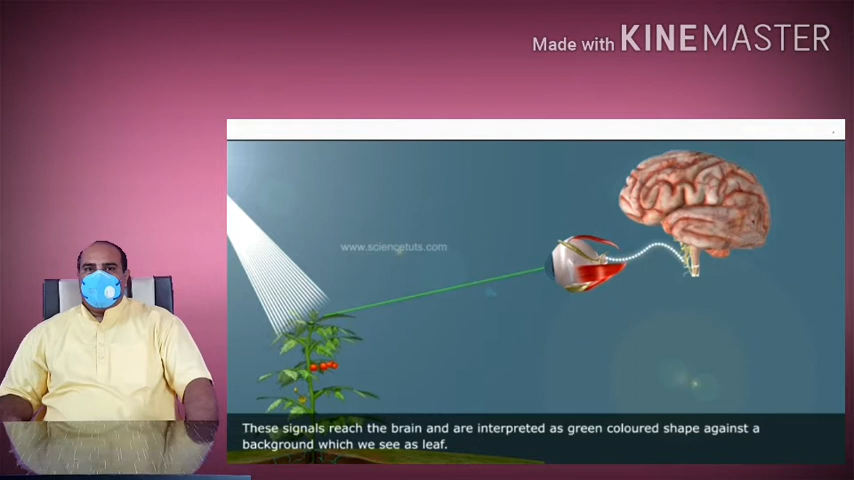 Made with KINEMASTER
www.sciencetuts.com
These signals reach the brain and are interpreted as green coloured shape against a
background which we see as leaf.